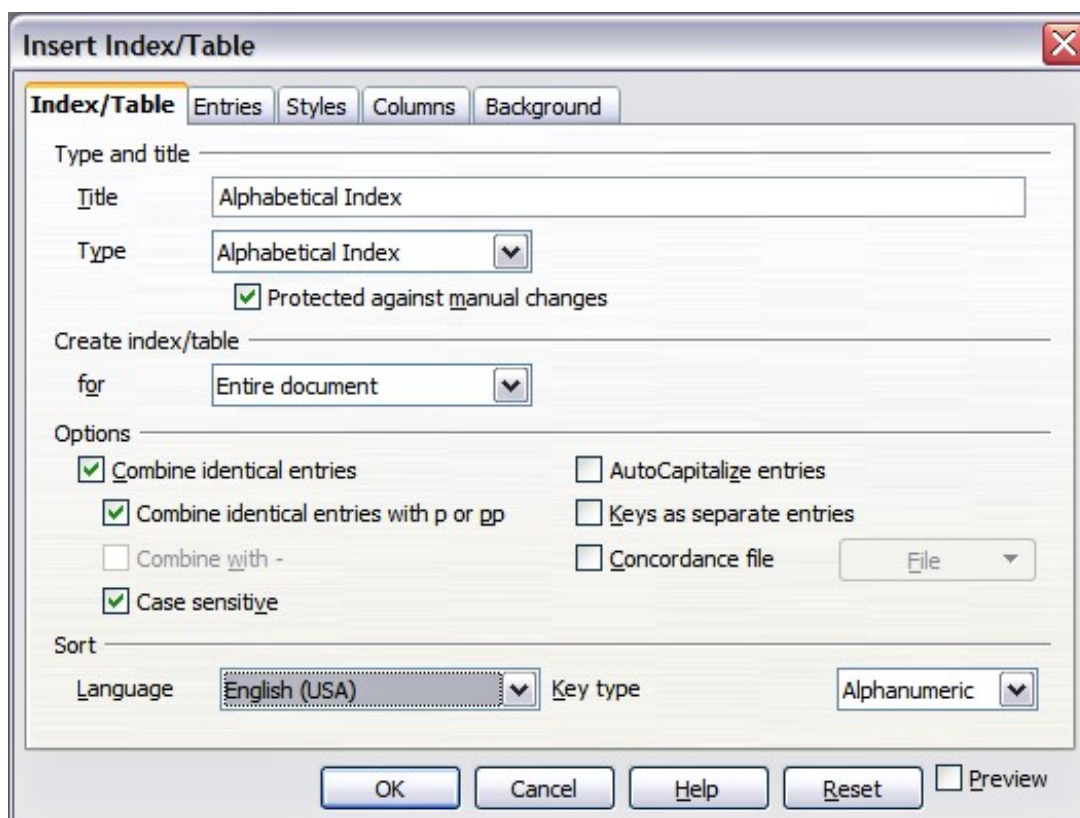 Insert Index/Table
Index/Table Entries Styles Columns Background
Type and title
Title Alphabetical Index
Type Alphabetical Index
Protected against manual changes
Create index/table
for Entire document
Options
Combine identical entries AutoCapitalize entries
Combine identical entries with p or pp Keys as separate entries
Combine with - Concordance file File
Case sensitive
Sort
Language English (USA) Key type Alphanumeric
OK Cancel Help Reset Preview